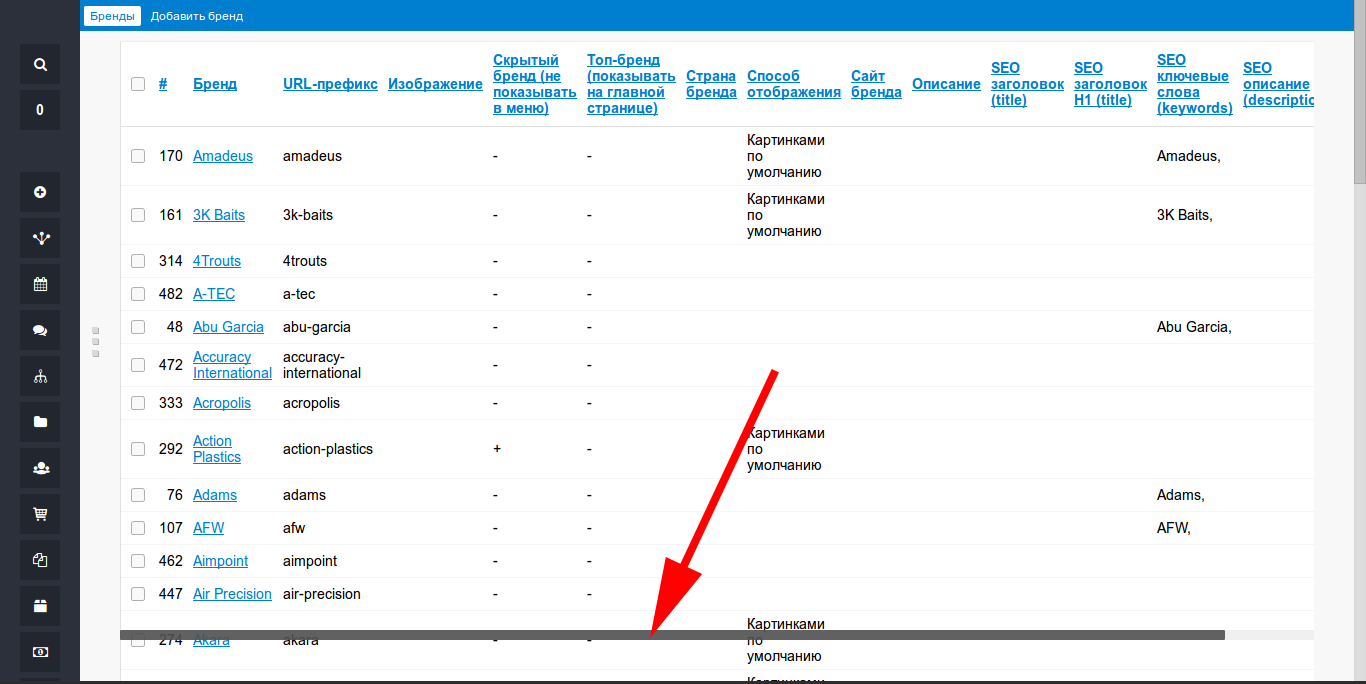 Бренды Добавить бренд
0
# Бренд URL-префикс Изображение Скрытый бренд (не показывать в меню) Топ-бренд (показывать на главной странице) Страна бренда Способ отображения Сайт бренда Описание SEO заголовок (title) SEO заголовок H1 (title) SEO ключевые слова (keywords) SEO описание (descriptio
170 Amadeus amadeus - - Картинками по умолчанию Amadeus,
161 3K Baits 3k-baits - - Картинками по умолчанию 3K Baits,
314 4Trouts 4trouts - -
482 A-TEC a-tec - -
48 Abu Garcia abu-garcia - - Abu Garcia,
472 Accuracy International accuracy-international - -
333 Acropolis acropolis - -
292 Action Plastics action-plastics + - Картинками по умолчанию
76 Adams adams - - Adams,
107 AFW afw - - AFW,
462 Aimpoint aimpoint - -
447 Air Precision air-precision - -
274 Akara akara - - Картинками по умолчанию